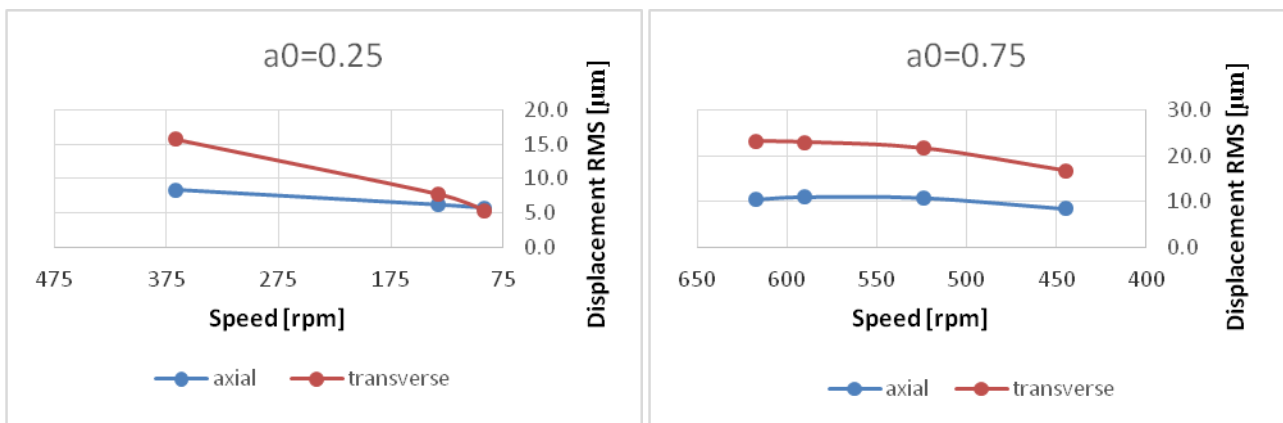 a0=0.25
20.0
15.0
10.0
5.0
0.0
Displacement RMS [μm]
475 375 275 175 75
Speed [rpm]
axial transverse
a0=0.75
30.0
20.0
10.0
0.0
Displacement RMS [μm]
650 600 550 500 450 400
Speed [rpm]
axial transverse